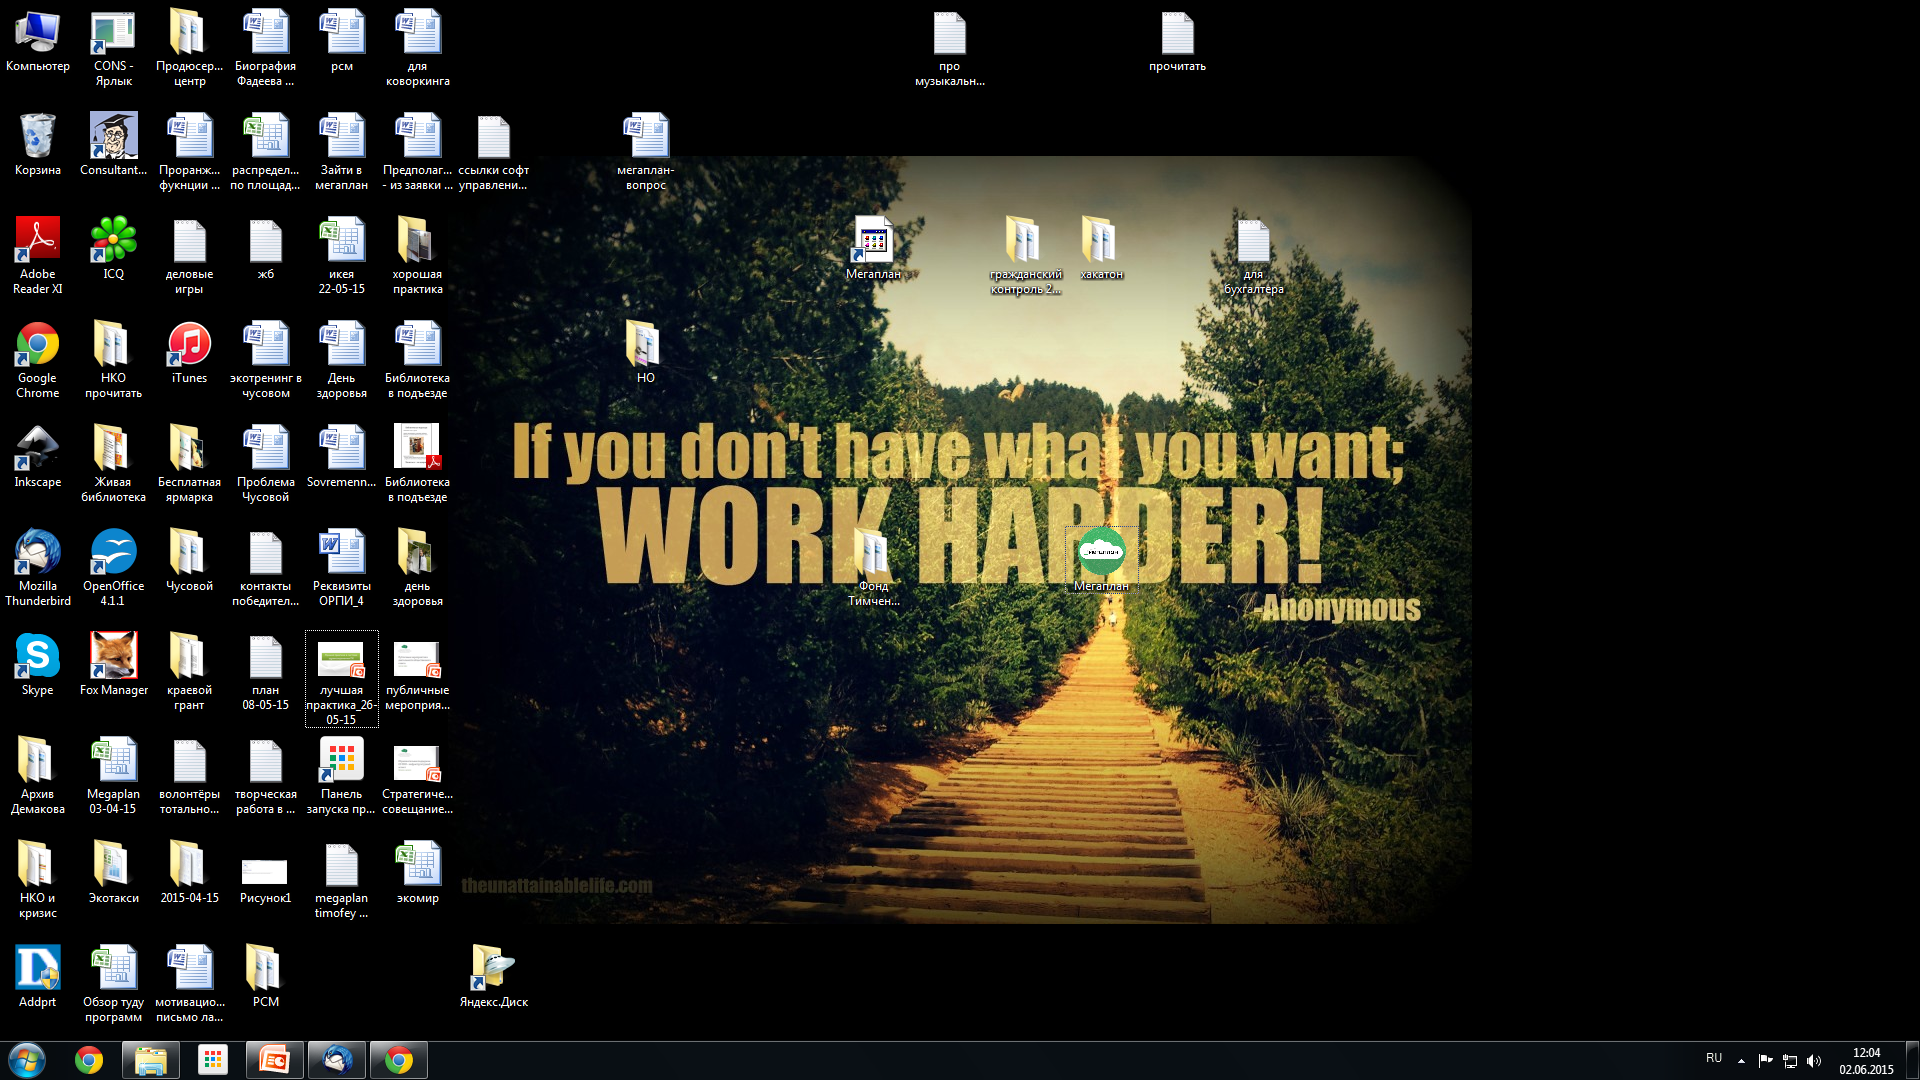 Компьютер
CONS -
Ярлык
Продюсер...
центр
Биография
Фадеева ...
рсм
для
коворкинга
про
музыкальн...
прочитать
Корзина
Consultant...
Проранж...
фукнции ...
распредел...
по площад...
Зайти в
мегаплан
Предполаг...
- из заявки ...
ссылки софт
управлени...
мегаплан-
вопрос
Adobe
Reader XI
ICQ
деловые
игры
жб
икея
22-05-15
хорошая
практика
Мегаплан
гражданский
контроль 2...
хакатон
для
бухгалтера
Google
Chrome
НКО
прочитать
iTunes
экотренинг в
чусовом
День
здоровья
Библиотека
в подъезде
НО
If you don't have what you want;
WORK HARDER!
-Anonymous
Inkscape
Живая
библиотека
Бесплатная
ярмарка
Проблема
Чусовой
Sovremenn...
Библиотека
в подъезде
Mozilla
Thunderbird
OpenOffice
4.1.1
Чусовой
контакты
победител...
Реквизиты
ОРПИ_4
день
здоровья
Фонд
Тимчен...
Мегаплан
Skype
Fox Manager
краевой
грант
план
08-05-15
лучшая
практика_26-
05-15
публичные
мероприя...
Архив
Демакова
Megaplan
03-04-15
волонтёры
тотально...
творческая
работа в ...
Панель
запуска пр...
Стратегиче...
совещание...
НКО и
кризис
Экотакси
2015-04-15
Рисунок1
megaplan
timofey ...
экомир
theunattainablelife.com
Addprt
Обзор туду
программ
мотивацио...
письмо ла...
РСМ
Яндекс.Диск
RU
12:04
02.06.2015